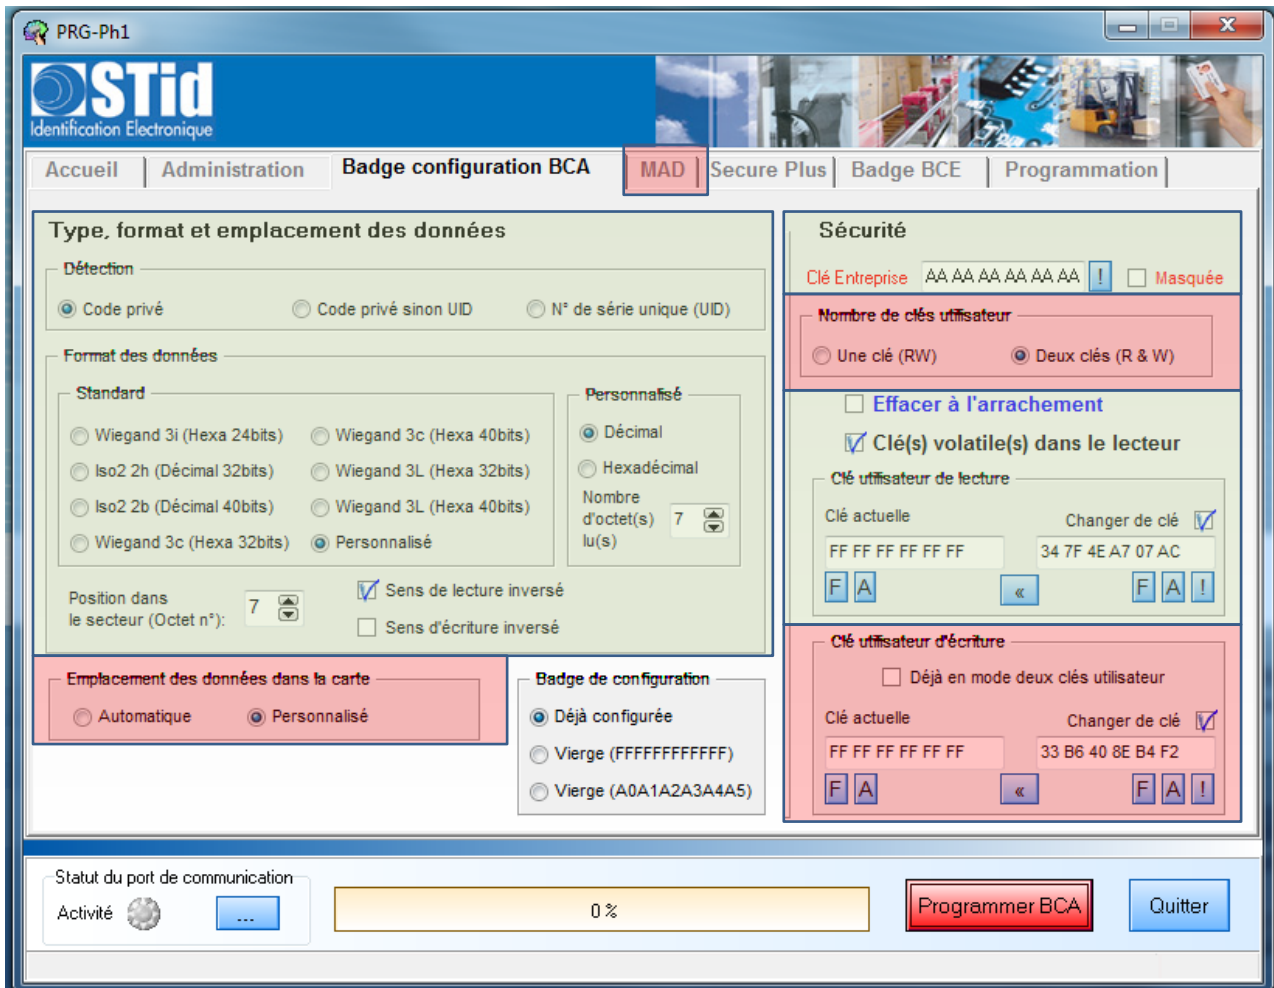 PRG-Ph1
STid
Identification Electronique
Accueil Administration Badge configuration BCA MAD Secure Plus Badge BCE Programmation
Type, format et emplacement des données
Détection
Code privé Code privé sinon UID N° de série unique (UID)
Format des données
Standard
Wiegand 3i (Hexa 24bits) Wiegand 3c (Hexa 40bits)
Iso2 2h (Décimal 32bits) Wiegand 3L (Hexa 32bits)
Iso2 2b (Décimal 40bits) Wiegand 3L (Hexa 40bits)
Wiegand 3c (Hexa 32bits) Personnalisé
Personnalisé
Décimal
Hexadécimal
Nombre
d'octet(s) 7
lu(s)
Position dans
le secteur (Octet n°): 7
Sens de lecture inversé
Sens d'écriture inversé
Emplacement des données dans la carte
Automatique Personnalisé
Badge de configuration
Déjà configurée
Vierge (FFFFFFFFFFFF)
Vierge (A0A1A2A3A4A5)
Sécurité
Clé Entreprise AA AA AA AA AA AA ! Masquée
Nombre de clés utilisateur
Une clé (RW) Deux clés (R & W)
Effacer à l'arrachement
Clé(s) volatile(s) dans le lecteur
Clé utilisateur de lecture
Clé actuelle Changer de clé
FF FF FF FF FF FF 34 7F 4E A7 07 AC
F A « F A !
Clé utilisateur d'écriture
Déjà en mode deux clés utilisateur
Clé actuelle Changer de clé
FF FF FF FF FF FF 33 B6 40 8E B4 F2
F A « F A !
Statut du port de communication
Activité ...
0 %
Programmer BCA
Quitter